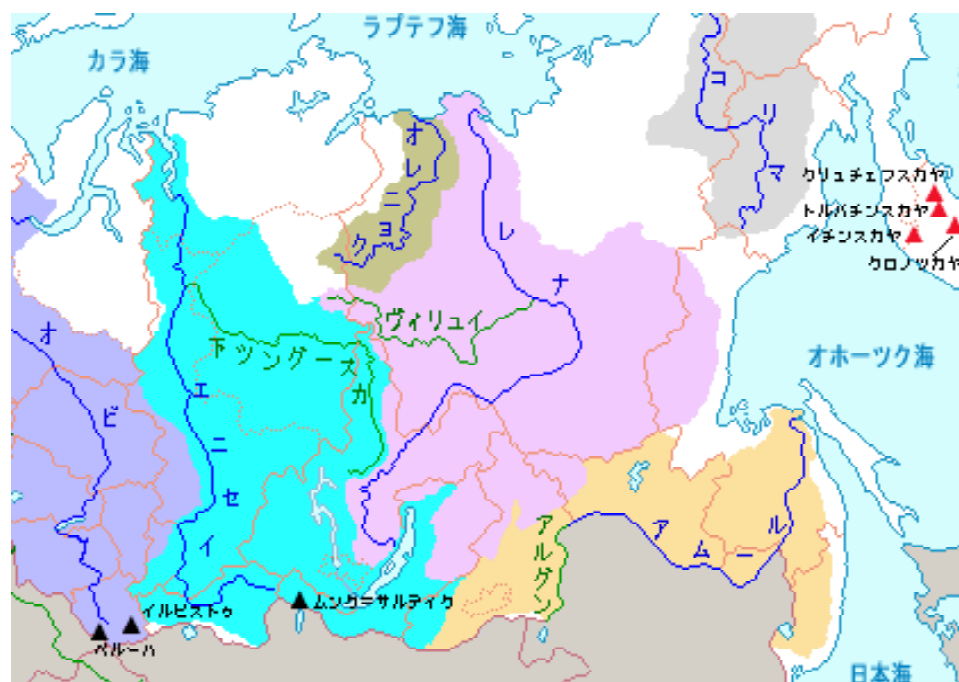 ラプテフ海
カラ海
コリマ
オレニョク
クリュチェフスカヤ
トルバチンスカヤ
イチンスカヤ
クロノツカヤ
レナ
ヴィリュイ
オビ
下ツングースカ
オホーツク海
エニセイ
アルグン
アムール
ムンク=サルディク
イルビストゥ
ベルーハ
日本海